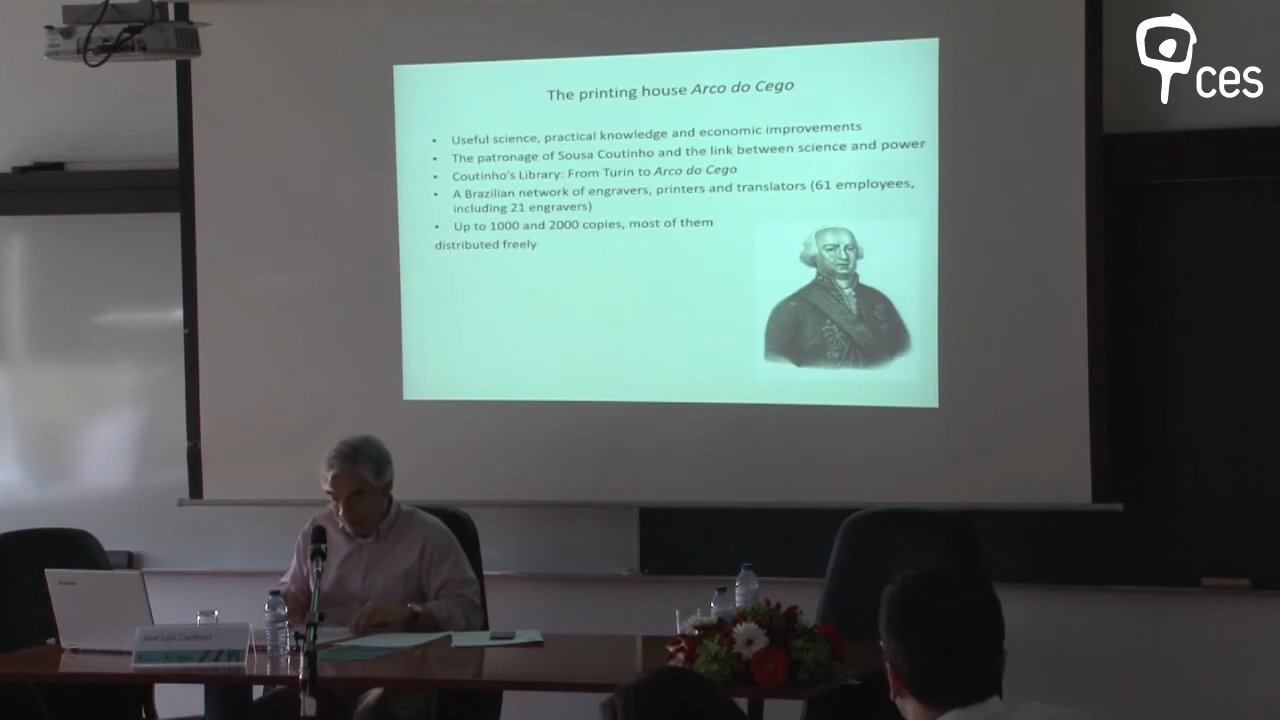 ces
The printing house Arco do Cego
• Useful science, practical knowledge and economic improvements
• The patronage of Sousa Coutinho and the link between science and power
• Coutinho's Library: From Turin to Arco do Cego
• A Brazilian network of engravers, printers and translators (61 employees,
including 21 engravers)
• Up to 1000 and 2000 copies, most of them
distributed freely
José Luís Cardoso